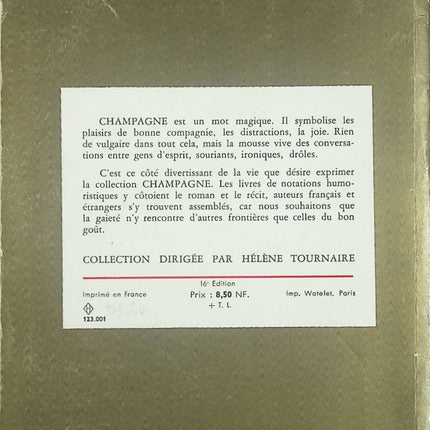 CHAMPAGNE est un mot magique. Il symbolise les
plaisirs de bonne compagnie, les distractions, la joie. Rien
de vulgaire dans tout cela, mais la mousse vive des conversa-
tions entre gens d'esprit, souriants, ironiques, drôles.
C'est ce côté divertissant de la vie que désire exprimer
la collection CHAMPAGNE. Les livres de notations humo-
ristiques y côtoient le roman et le récit, auteurs français et
étrangers s'y trouvent assemblés, car nous souhaitons que
la gaieté n'y rencontre d'autres frontières que celles du bon
goût.
COLLECTION DIRIGÉE PAR HÉLÈNE TOURNAIRE
16e Edition
Imprimé en France Prix : 8,50 NF. Imp. Watelet, Paris
+ T. L.
123.001